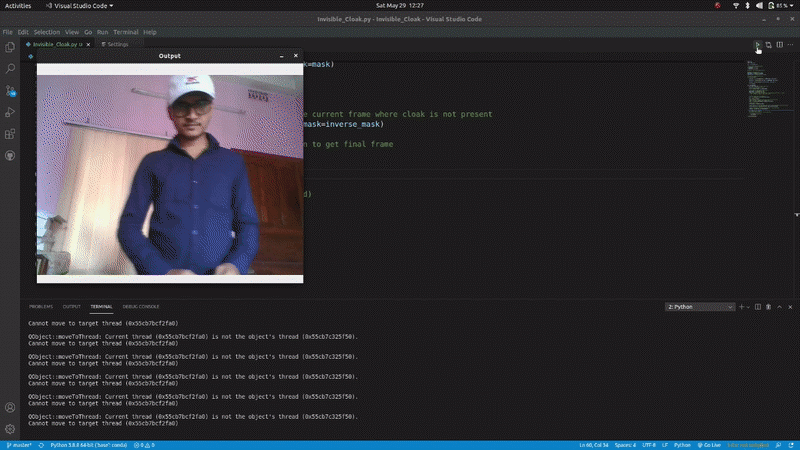 Activities
Visual Studio Code
Sat May 29 12:27
85 %
Invisible_Cloak.py - Invisible_Cloak - Visual Studio Code
File Edit Selection View Go Run Terminal Help
Invisible_Cloak.py Settings
Output
k=mask)
e current frame where cloak is not present
mask=inverse_mask)
n to get final frame
d)
PROBLEMS OUTPUT TERMINAL DEBUG CONSOLE
2: Python
Cannot move to target thread (0x55cb7bcf2fa0)
QObject::moveToThread: Current thread (0x55cb7bcf2fa0) is not the object's thread (0x55cb7c325f50).
Cannot move to target thread (0x55cb7bcf2fa0)
QObject::moveToThread: Current thread (0x55cb7bcf2fa0) is not the object's thread (0x55cb7c325f50).
Cannot move to target thread (0x55cb7bcf2fa0)
QObject::moveToThread: Current thread (0x55cb7bcf2fa0) is not the object's thread (0x55cb7c325f50).
Cannot move to target thread (0x55cb7bcf2fa0)
QObject::moveToThread: Current thread (0x55cb7bcf2fa0) is not the object's thread (0x55cb7c325f50).
Cannot move to target thread (0x55cb7bcf2fa0)
QObject::moveToThread: Current thread (0x55cb7bcf2fa0) is not the object's thread (0x55cb7c325f50).
Cannot move to target thread (0x55cb7bcf2fa0)
master* Python 3.8.8 64-bit ('base': conda) 0 0 Ln 60, Col 34 Spaces: 4 UTF-8 LF Python Go Live